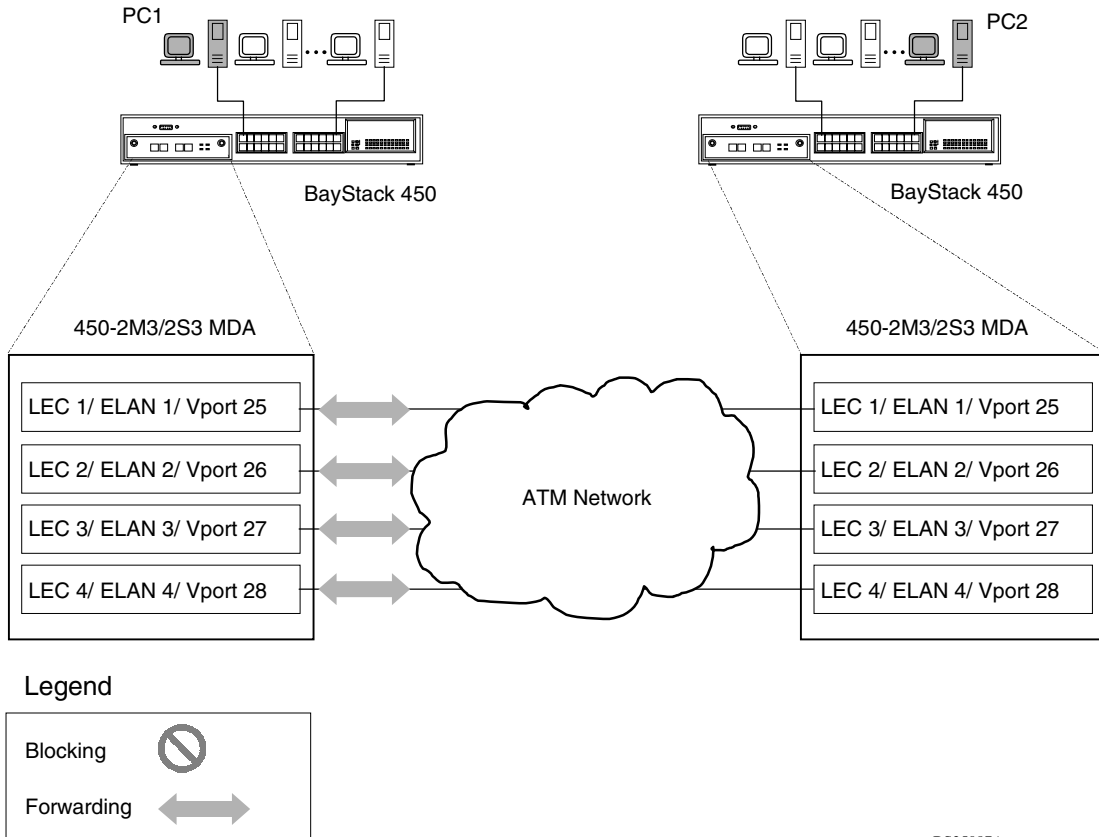 PC1
PC2
BayStack 450
BayStack 450
450-2M3/2S3 MDA
450-2M3/2S3 MDA
LEC 1/ ELAN 1/ Vport 25
LEC 2/ ELAN 2/ Vport 26
LEC 3/ ELAN 3/ Vport 27
LEC 4/ ELAN 4/ Vport 28
ATM Network
LEC 1/ ELAN 1/ Vport 25
LEC 2/ ELAN 2/ Vport 26
LEC 3/ ELAN 3/ Vport 27
LEC 4/ ELAN 4/ Vport 28
Legend
Blocking
Forwarding